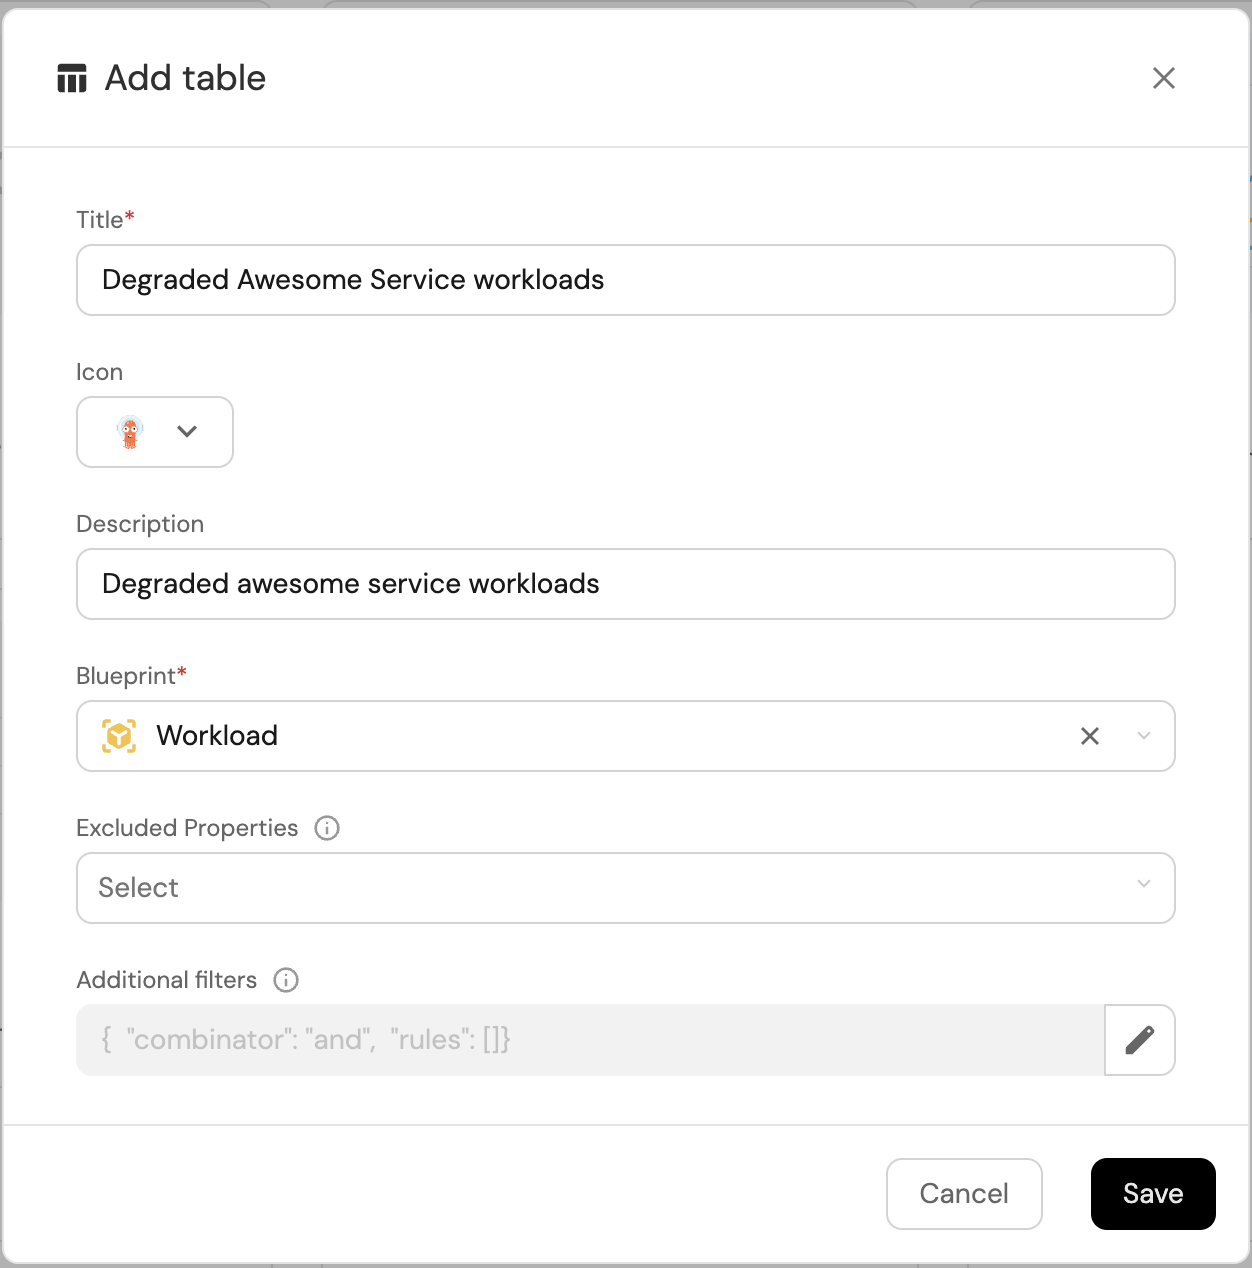 Add table
Title*
Degraded Awesome Service workloads
Icon
Description
Degraded awesome service workloads
Blueprint*
Workload
Excluded Properties
Select
Additional filters
{ "combinator": "and", "rules": []}
Cancel
Save